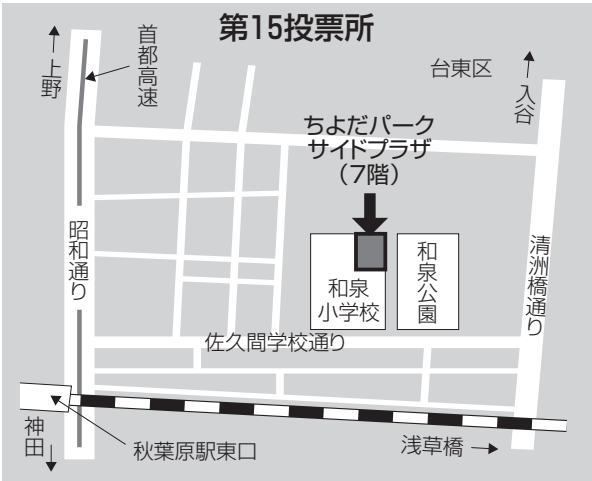 第15投票所
上野
首都高速
台東区
入谷
ちよだパーク
サイドプラザ
（7階）
昭和通り
和泉
小学校
和泉公園
清洲橋通り
佐久間学校通り
神田
秋葉原駅東口
浅草橋